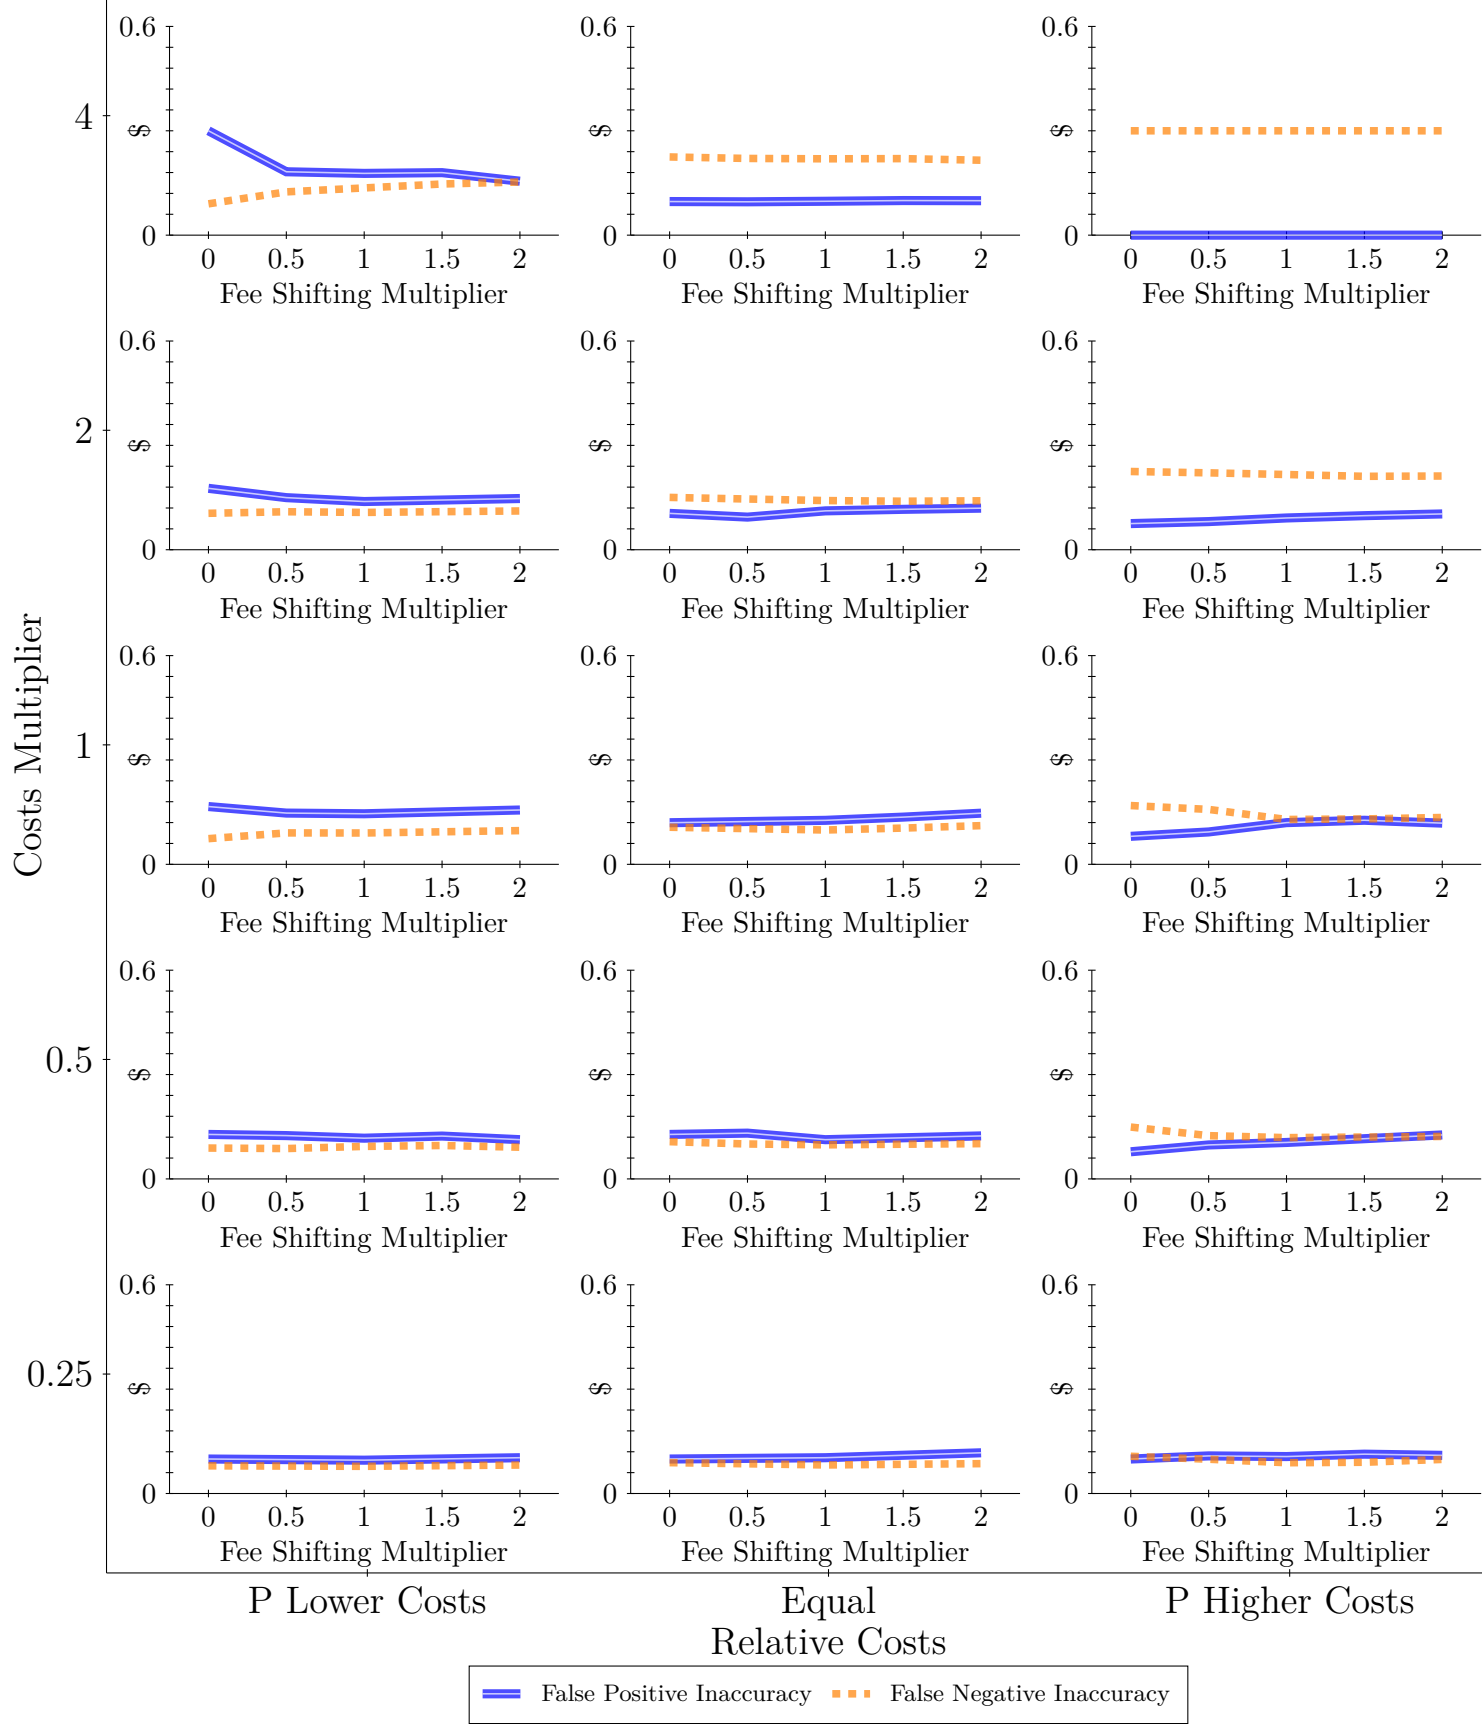 0.6
$
0
0 0.5 1 1.5 2
Fee Shifting Multiplier
0.6
$
0
0 0.5 1 1.5 2
Fee Shifting Multiplier
0.6
$
0
0 0.5 1 1.5 2
Fee Shifting Multiplier
4
0.6
$
0
0 0.5 1 1.5 2
Fee Shifting Multiplier
0.6
$
0
0 0.5 1 1.5 2
Fee Shifting Multiplier
0.6
$
0
0 0.5 1 1.5 2
Fee Shifting Multiplier
2
0.6
$
0
0 0.5 1 1.5 2
Fee Shifting Multiplier
0.6
$
0
0 0.5 1 1.5 2
Fee Shifting Multiplier
0.6
$
0
0 0.5 1 1.5 2
Fee Shifting Multiplier
1
Costs Multiplier
0.6
$
0
0 0.5 1 1.5 2
Fee Shifting Multiplier
0.6
$
0
0 0.5 1 1.5 2
Fee Shifting Multiplier
0.6
$
0
0 0.5 1 1.5 2
Fee Shifting Multiplier
0.5
0.6
$
0
0 0.5 1 1.5 2
Fee Shifting Multiplier
0.6
$
0
0 0.5 1 1.5 2
Fee Shifting Multiplier
0.6
$
0
0 0.5 1 1.5 2
Fee Shifting Multiplier
0.25
P Lower Costs Equal P Higher Costs
Relative Costs
False Positive Inaccuracy False Negative Inaccuracy